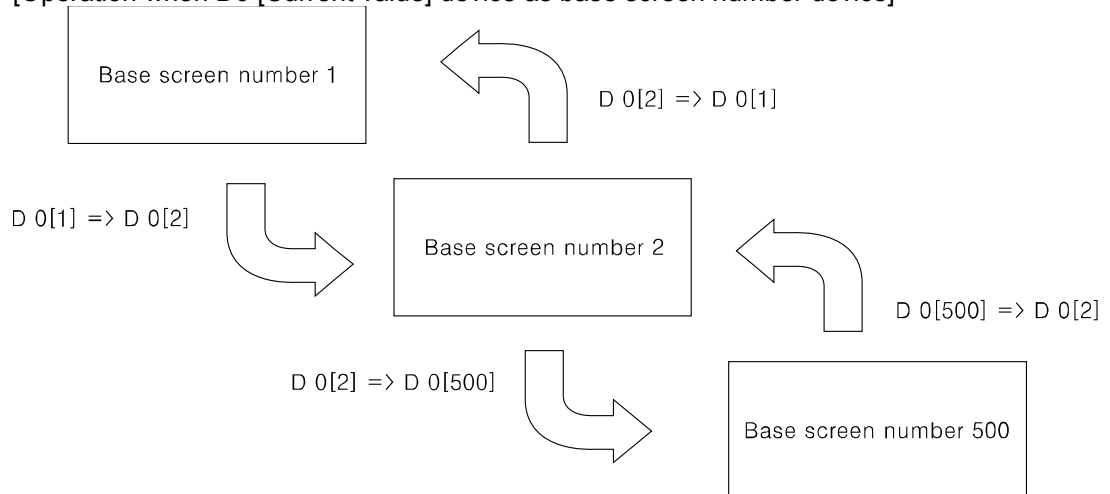 [Operation when D0 [Current value] device as base screen number device]
Base screen number 1
D 0[2] => D 0[1]
D 0[1] => D 0[2]
Base screen number 2
D 0[500] => D 0[2]
D 0[2] => D 0[500]
Base screen number 500